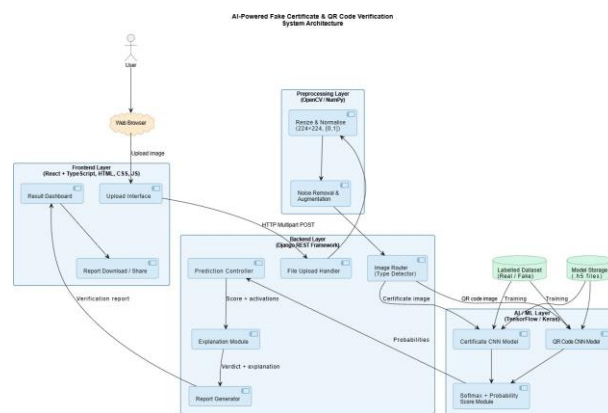 AI-Powered Fake Certificate & QR Code Verification
System Architecture
User
Web Browser
Upload image
Preprocessing Layer
(OpenCV / NumPy)
Resize & Normalise
(224×224, [0,1])
Noise Removal &
Augmentation
Frontend Layer
(React + TypeScript, HTML, CSS, JS)
Result Dashboard
Upload Interface
Report Download / Share
HTTP Multipart POST
Backend Layer
(Django REST Framework)
Prediction Controller
File Upload Handler
Image Router
(Type Detector)
Labelled Dataset
(Real / Fake)
Model Storage
(.h5 files)
Verification report
Score + activations
Certificate image
QR code image
Training
Training
AI / ML Layer
(TensorFlow / Keras)
Explanation Module
Probabilities
Certificate CNN Model
QR Code CNN Model
Verdict + explanation
Report Generator
Softmax + Probability
Score Module